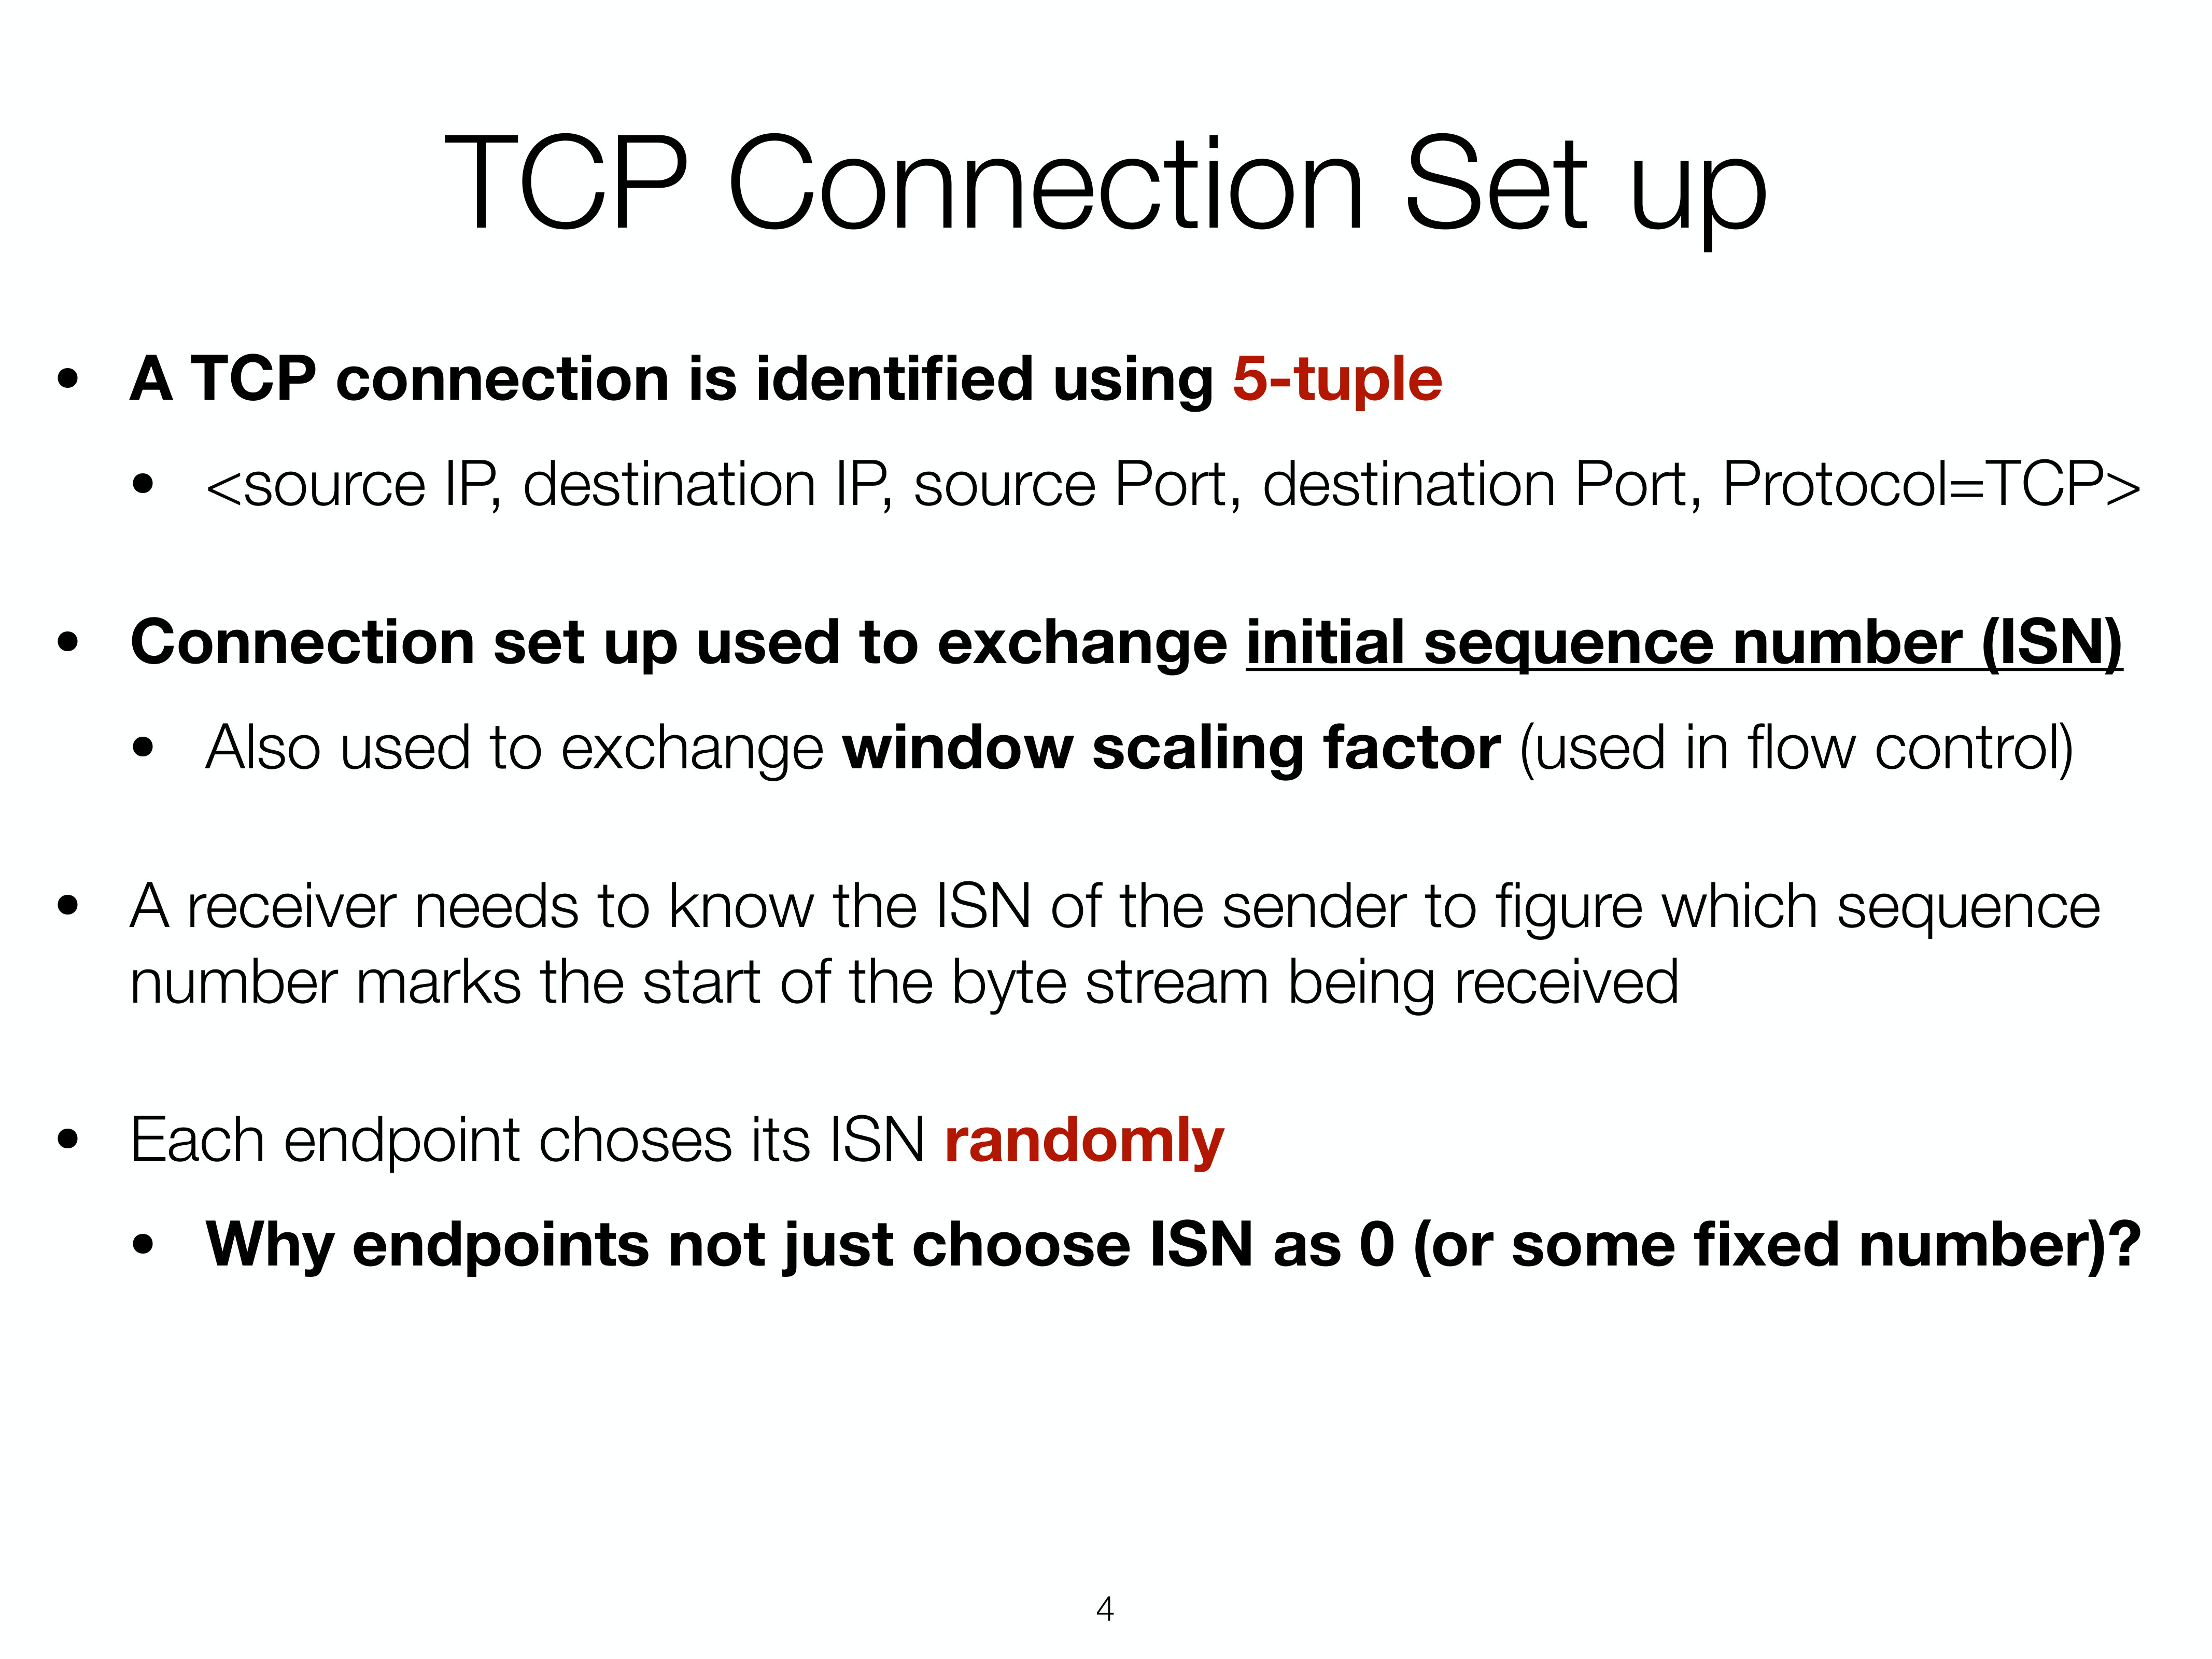 TCP Connection Set up
• A TCP connection is identified using 5-tuple
• <source IP, destination IP, source Port, destination Port, Protocol=TCP>
• Connection set up used to exchange initial sequence number (ISN)
• Also used to exchange window scaling factor (used in flow control)
• A receiver needs to know the ISN of the sender to figure which sequence
number marks the start of the byte stream being received
• Each endpoint choses its ISN randomly
• Why endpoints not just choose ISN as 0 (or some fixed number)?
4